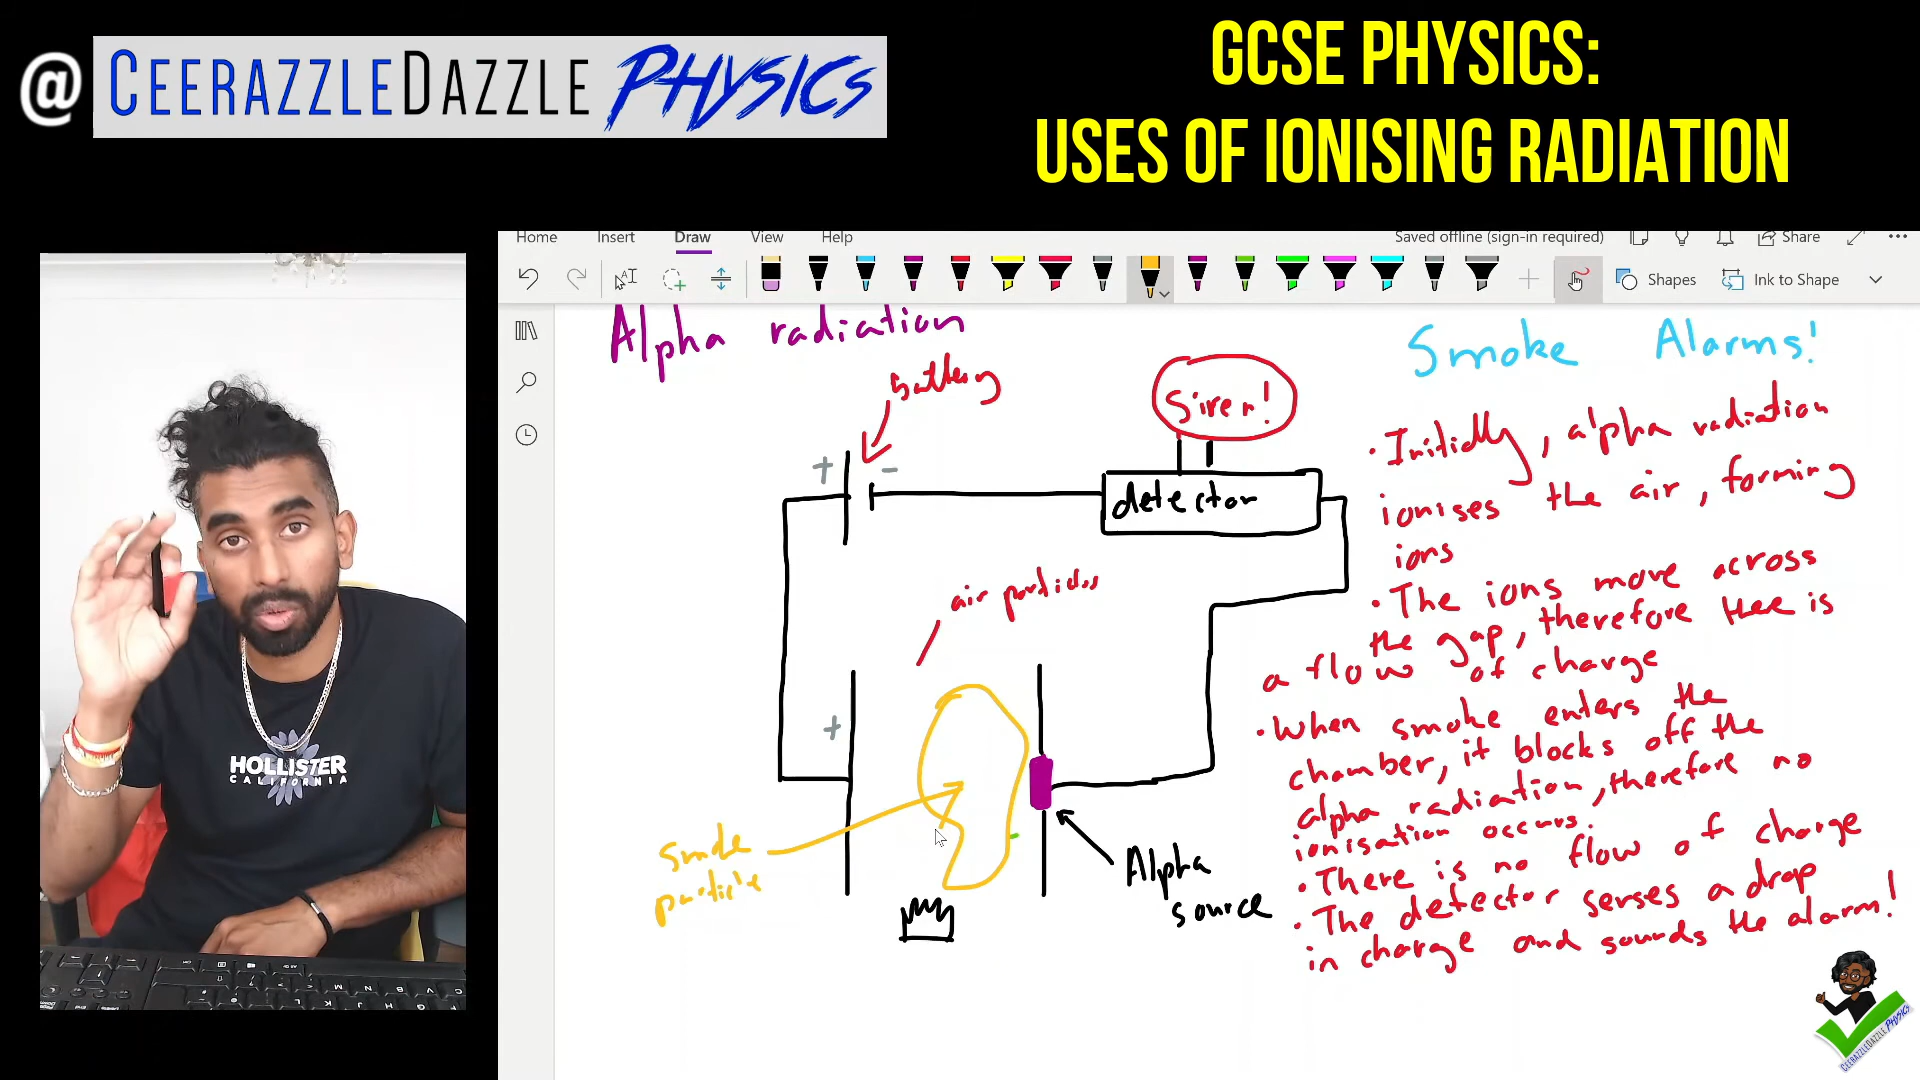 @ CEERAZZLEDAZZLE PHYSICS
GCSE PHYSICS:
USES OF IONISING RADIATION
Home Insert Draw View Help
Saved offline (sign-in required)
Share
Shapes
Ink to Shape
Alpha radiation
Smoke Alarms!
battery
Siren!
+
-
detector
air particles
+
smoke
particle
Alpha
source
• Initially, alpha radiation
ionises the air, forming
ions
• The ions move across
the gap, therefore there is
a flow of charge
• When smoke enters the
chamber, it blocks off the
alpha radiation, therefore no
ionisation occurs.
• There is no flow of charge
• The detector senses a drop
in charge and sounds the alarm!
HOLLISTER
CALIFORNIA
CEERAZZLEDAZZLE PHYSICS